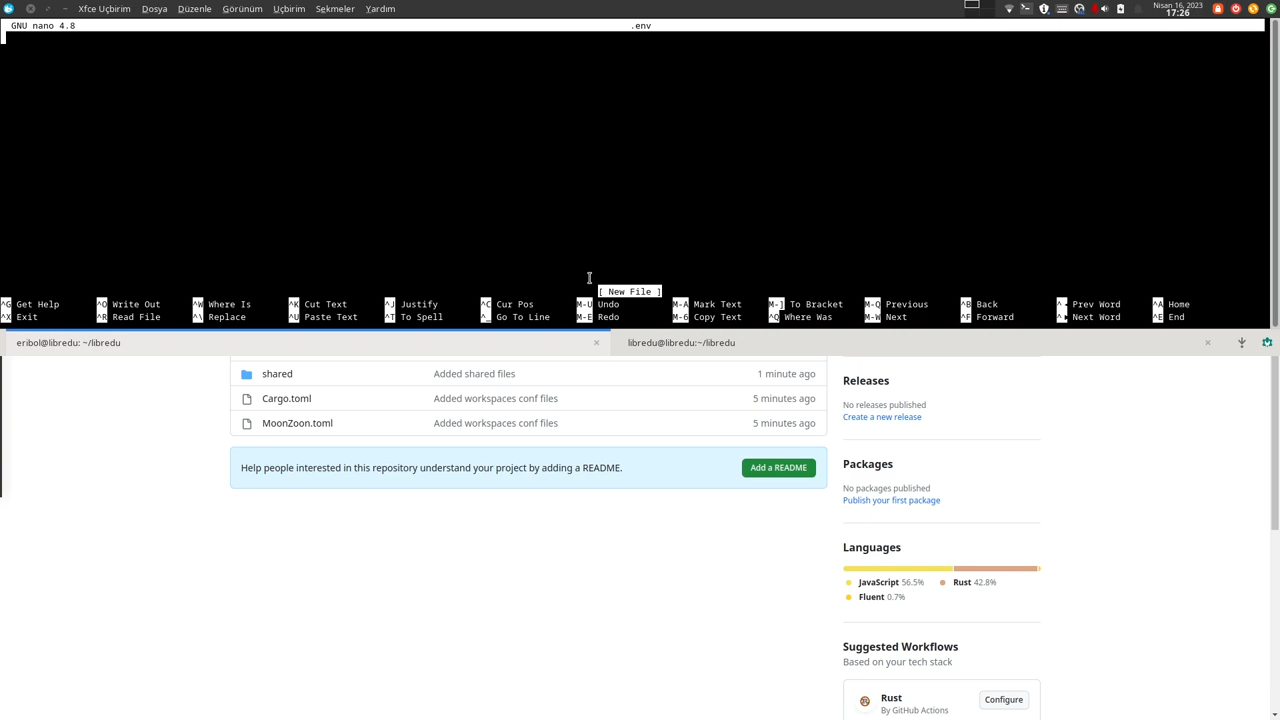 Xfce Uçbirim Dosya Düzenle Görünüm Uçbirim Sekmeler Yardım
Nisan 16, 2023
17:26
GNU nano 4.8 .env
[ New File ]
^G Get Help ^O Write Out ^W Where Is ^K Cut Text ^J Justify ^C Cur Pos M-U Undo M-A Mark Text M-] To Bracket M-Q Previous ^B Back ^◂ Prev Word ^A Home
^X Exit ^R Read File ^\ Replace ^U Paste Text ^T To Spell ^_ Go To Line M-E Redo M-6 Copy Text ^Q Where Was M-W Next ^F Forward ^▸ Next Word ^E End
eribol@libredu: ~/libredu libredu@libredu:~/libredu
shared Added shared files 1 minute ago
Cargo.toml Added workspaces conf files 5 minutes ago
MoonZoon.toml Added workspaces conf files 5 minutes ago
Help people interested in this repository understand your project by adding a README. Add a README
Releases
No releases published
Create a new release
Packages
No packages published
Publish your first package
Languages
JavaScript 56.5% Rust 42.8%
Fluent 0.7%
Suggested Workflows
Based on your tech stack
Rust
By GitHub Actions
Configure